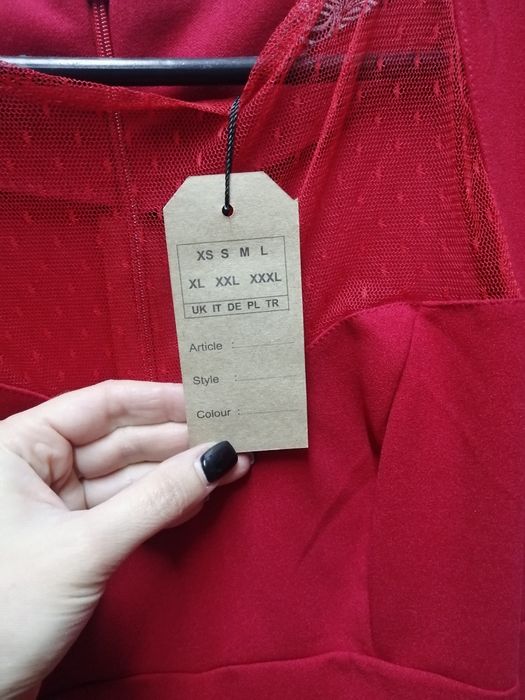 XS S M L
XL XXL XXXL
UK IT DE PL TR
Article :
Style :
Colour :